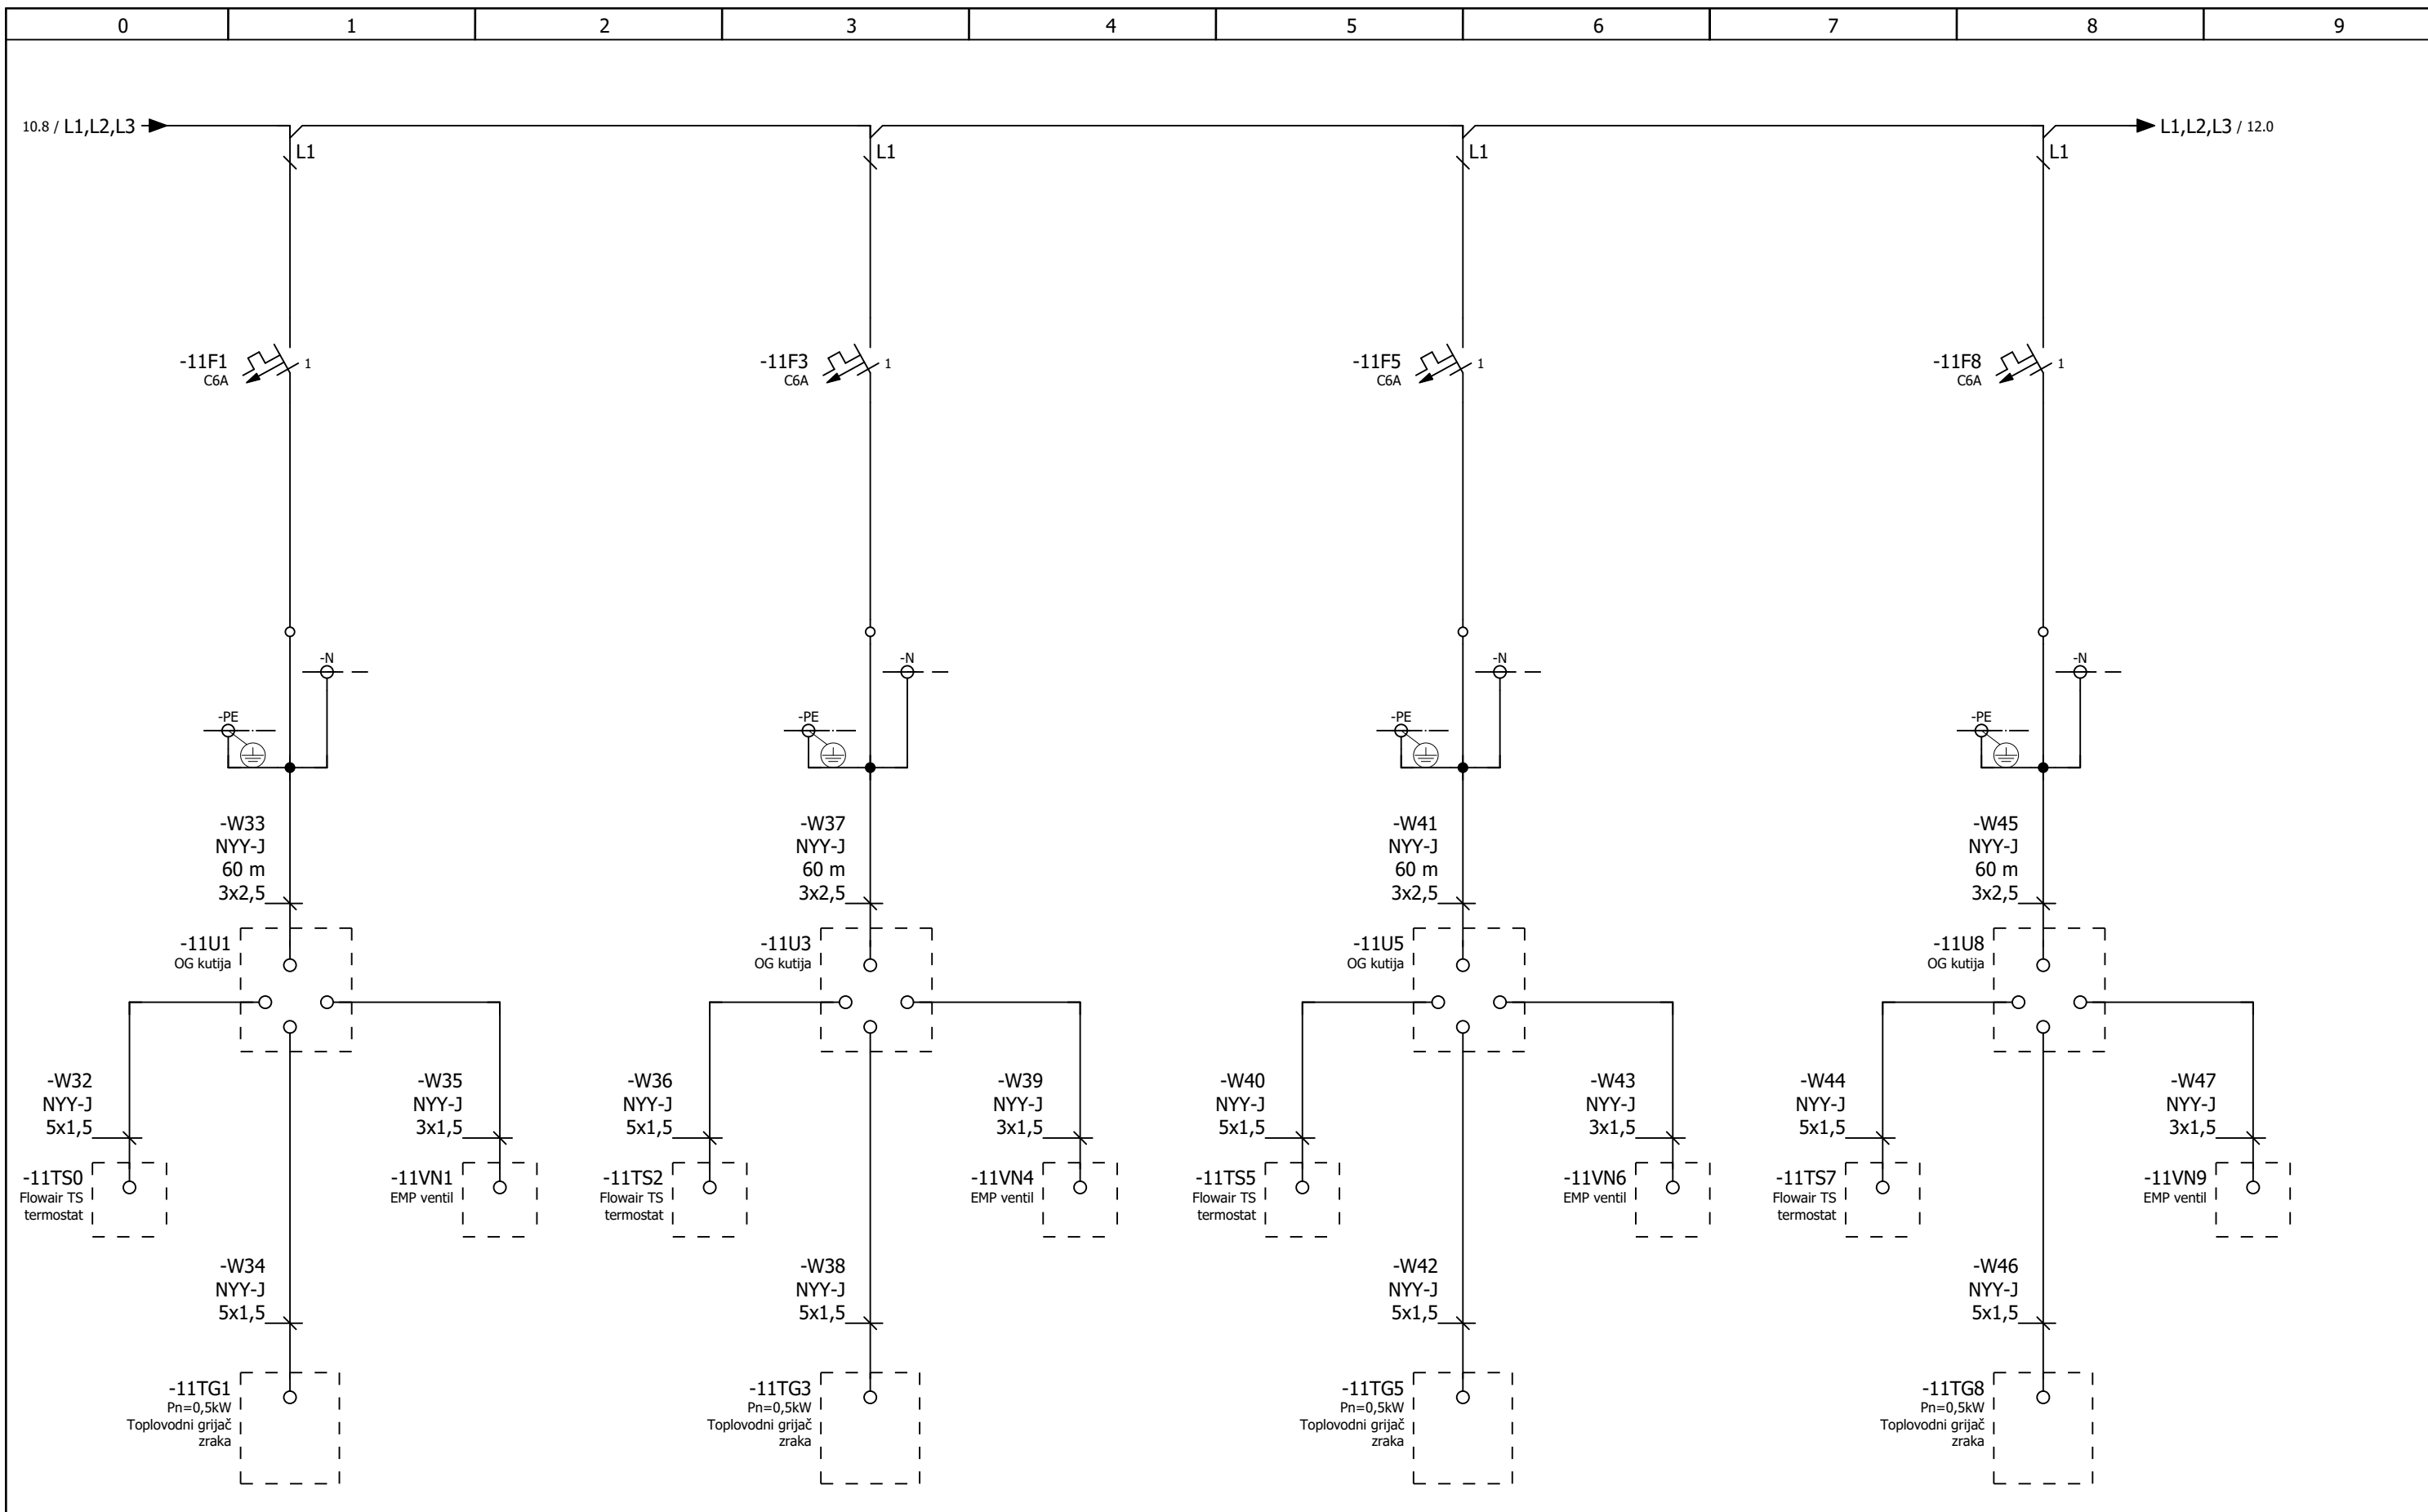 0 1 2 3 4 5 6 7 8 9
10.8 / L1,L2,L3
L1,L2,L3 / 12.0
L1 L1 L1 L1
-11F1
C6A
1
-11F3
C6A
1
-11F5
C6A
1
-11F8
C6A
1
-N -N -N -N
-PE -PE -PE -PE
-W33
NYY-J
60 m
3x2,5
-W37
NYY-J
60 m
3x2,5
-W41
NYY-J
60 m
3x2,5
-W45
NYY-J
60 m
3x2,5
-11U1
OG kutija
-11U3
OG kutija
-11U5
OG kutija
-11U8
OG kutija
-W32
NYY-J
5x1,5
-W35
NYY-J
3x1,5
-W36
NYY-J
5x1,5
-W39
NYY-J
3x1,5
-W40
NYY-J
5x1,5
-W43
NYY-J
3x1,5
-W44
NYY-J
5x1,5
-W47
NYY-J
3x1,5
-11TS0
Flowair TS
termostat
-11VN1
EMP ventil
-11TS2
Flowair TS
termostat
-11VN4
EMP ventil
-11TS5
Flowair TS
termostat
-11VN6
EMP ventil
-11TS7
Flowair TS
termostat
-11VN9
EMP ventil
-W34
NYY-J
5x1,5
-W38
NYY-J
5x1,5
-W42
NYY-J
5x1,5
-W46
NYY-J
5x1,5
-11TG1
Pn=0,5kW
Toplovodni grijač
zraka
-11TG3
Pn=0,5kW
Toplovodni grijač
zraka
-11TG5
Pn=0,5kW
Toplovodni grijač
zraka
-11TG8
Pn=0,5kW
Toplovodni grijač
zraka